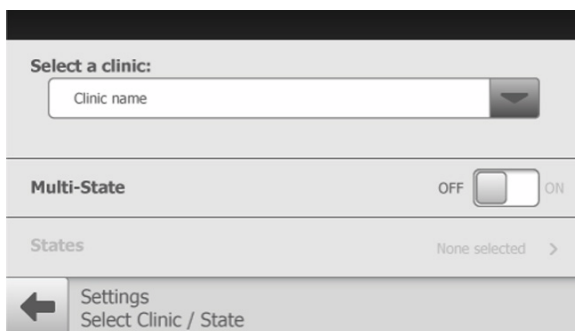 Select a clinic:
Clinic name
Multi-State OFF ON
States None selected >
Settings
Select Clinic / State